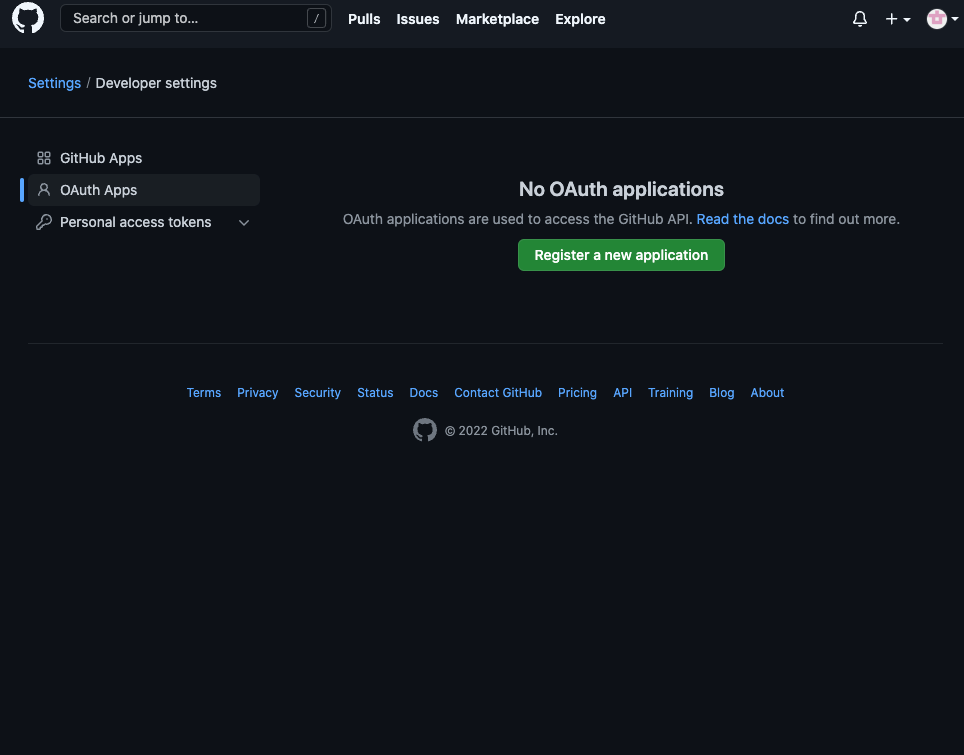 Search or jump to... / Pulls Issues Marketplace Explore
Settings / Developer settings
GitHub Apps
OAuth Apps
Personal access tokens
No OAuth applications
OAuth applications are used to access the GitHub API. Read the docs to find out more.
Register a new application
Terms Privacy Security Status Docs Contact GitHub Pricing API Training Blog About
© 2022 GitHub, Inc.